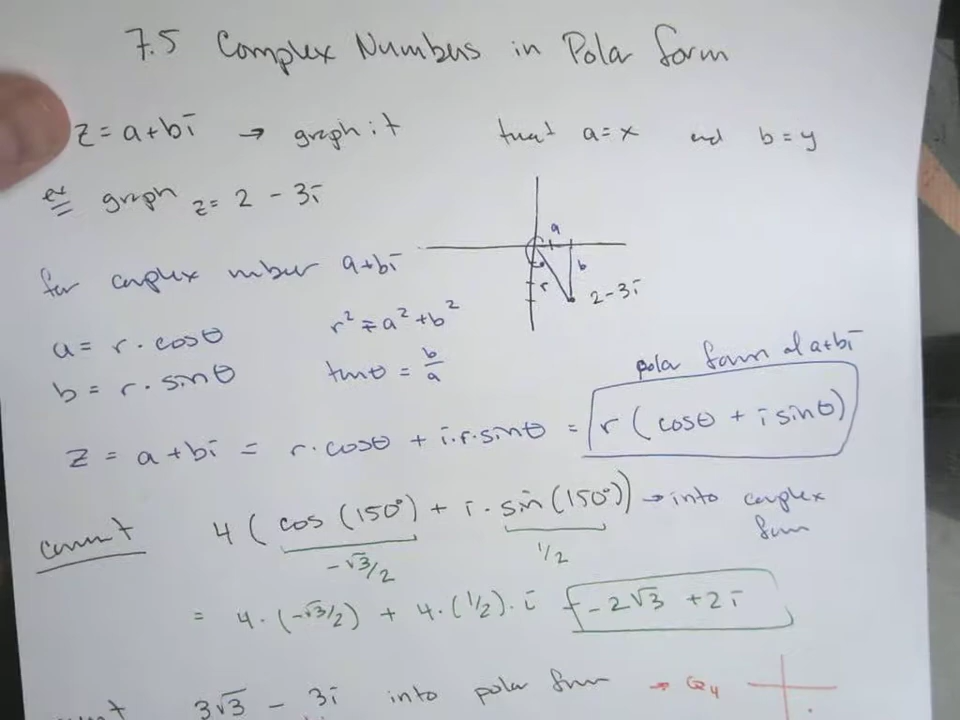 7.5 Complex Numbers in Polar form
z = a + bi → graph it treat a = x and b = y
ex graph z = 2 - 3i
a
b
r
2 - 3i
for complex number a + bi
a = r · cosθ r² = a² + b²
b = r · sinθ tanθ = b/a
polar form of a + bi
z = a + bi = r · cosθ + i · r · sinθ = r ( cosθ + i sinθ )
convert 4 ( cos (150°) + i · sin (150°) ) → into complex form
-√3/2 1/2
= 4 · (-√3/2) + 4 · (1/2) · i = -2√3 + 2i
3√3 - 3i into polar form → Q4